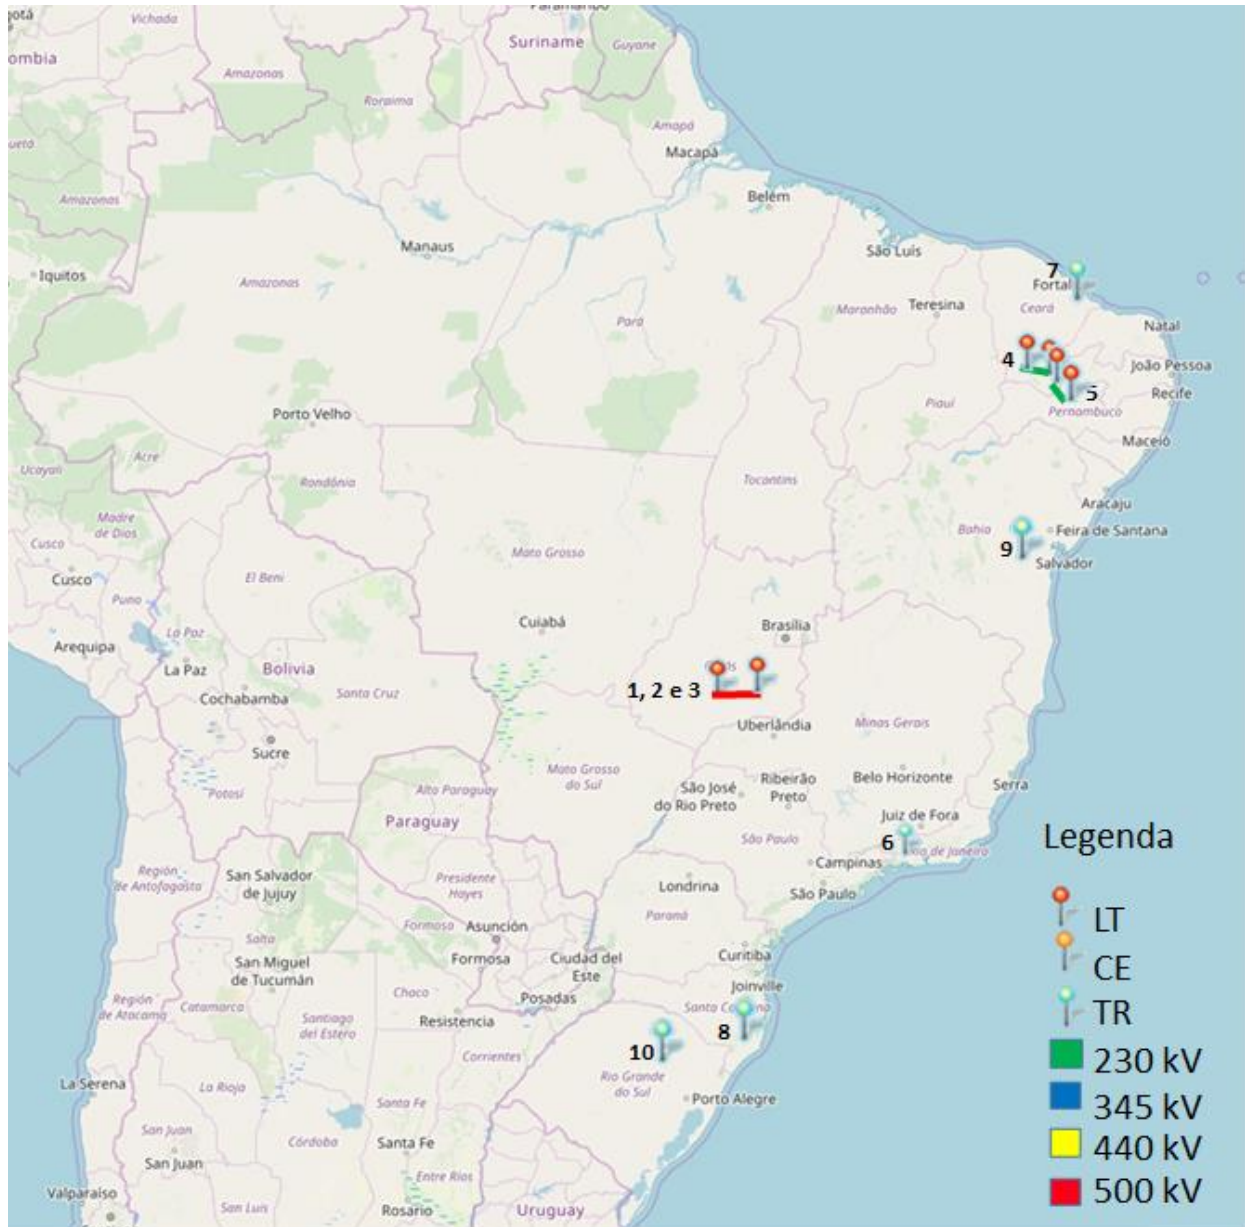 gotá
Vichada
Paramaribo
ombia
Suriname
Guyane
Amazonas
Roraima
Amapá
Macapá
Amazonas
Belém
Manaus
São Luís
Iquitos
Amazonas
7
Fortal
Maranhão
Teresina
Ceará
Pará
Natal
4
João Pessoa
5
Recife
Piauí
Pernambuco
Porto Velho
Maceió
Acre
Ucayali
Rondônia
Tocantins
Madre
de Dios
Aracaju
Bahia
Feira de Santana
Cusco
Mato Grosso
9
Salvador
Cusco
El Beni
Puno
Cuiabá
Brasília
La Paz
Arequipa
La Paz
Bolivia
1, 2 e 3
Cochabamba
Santa Cruz
Uberlândia
Minas Gerais
Sucre
Mato Grosso
do Sul
Belo Horizonte
Serra
São José
do Rio Preto
Ribeirão
Preto
Potosí
Alto Paraguay
Paraguay
Juiz de Fora
Legenda
São Paulo
6
Rio de Janeiro
Campinas
Región
de Antofagasta
San Salvador
de Jujuy
Presidente
Hayes
Londrina
São Paulo
LT
Paraná
Formosa
Asunción
Salta
CE
San Miguel
de Tucumán
Formosa
Ciudad del
Este
Curitiba
Joinville
Región
de Atacama
Catamarca
Chaco
Posadas
Santa Catarina
TR
Santiago
del Estero
Resistencia
8
10
230 kV
Corrientes
Rio Grande
do Sul
La Serena
La Rioja
Santa Fe
Porto Alegre
345 kV
San Juan
Córdoba
Santa Fe
440 kV
San Juan
Entre Ríos
500 kV
Valparaíso
San Luis
Rosario
Uruguay